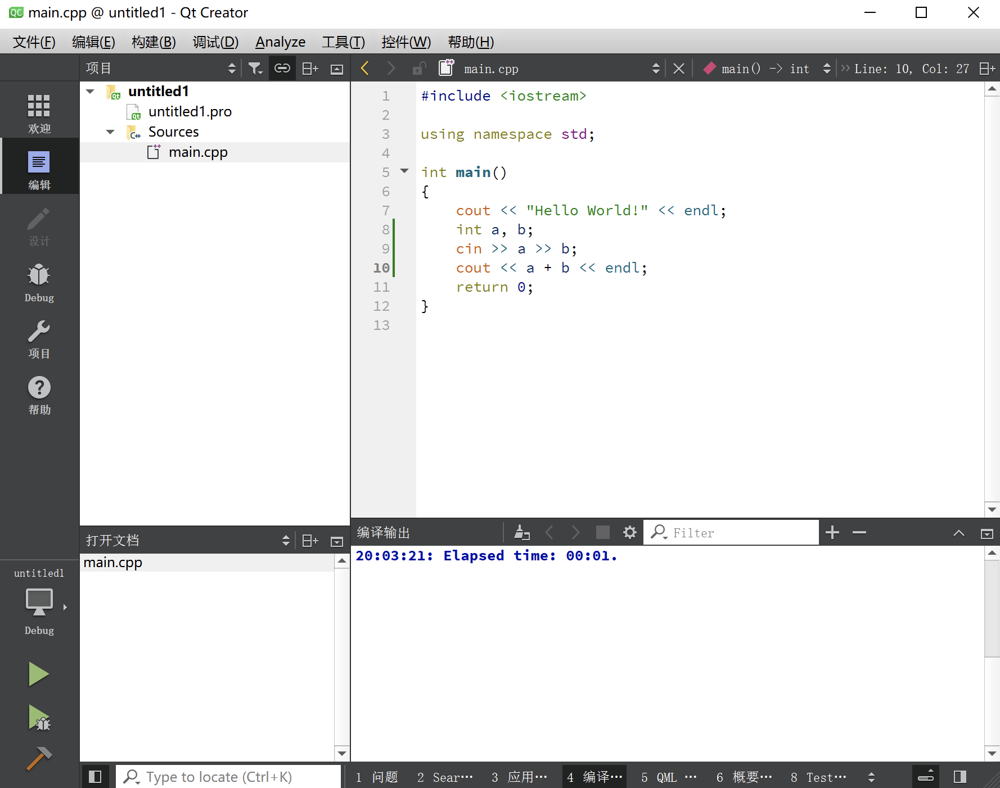 QC main.cpp @ untitled1 - Qt Creator
文件(F) 编辑(E) 构建(B) 调试(D) Analyze 工具(T) 控件(W) 帮助(H)
项目
main.cpp
main() -> int
Line: 10, Col: 27
欢迎
编辑
设计
Debug
项目
帮助
untitled1
untitled1.pro
Sources
main.cpp
1 #include <iostream>
2
3 using namespace std;
4
5 int main()
6 {
7 cout << "Hello World!" << endl;
8 int a, b;
9 cin >> a >> b;
10 cout << a + b << endl;
11 return 0;
12 }
13
打开文档
main.cpp
编译输出
Filter
20:03:21: Elapsed time: 00:01.
untitled1
Debug
Type to locate (Ctrl+K)
1 问题 2 Sear… 3 应用… 4 编译… 5 QML … 6 概要… 8 Test…